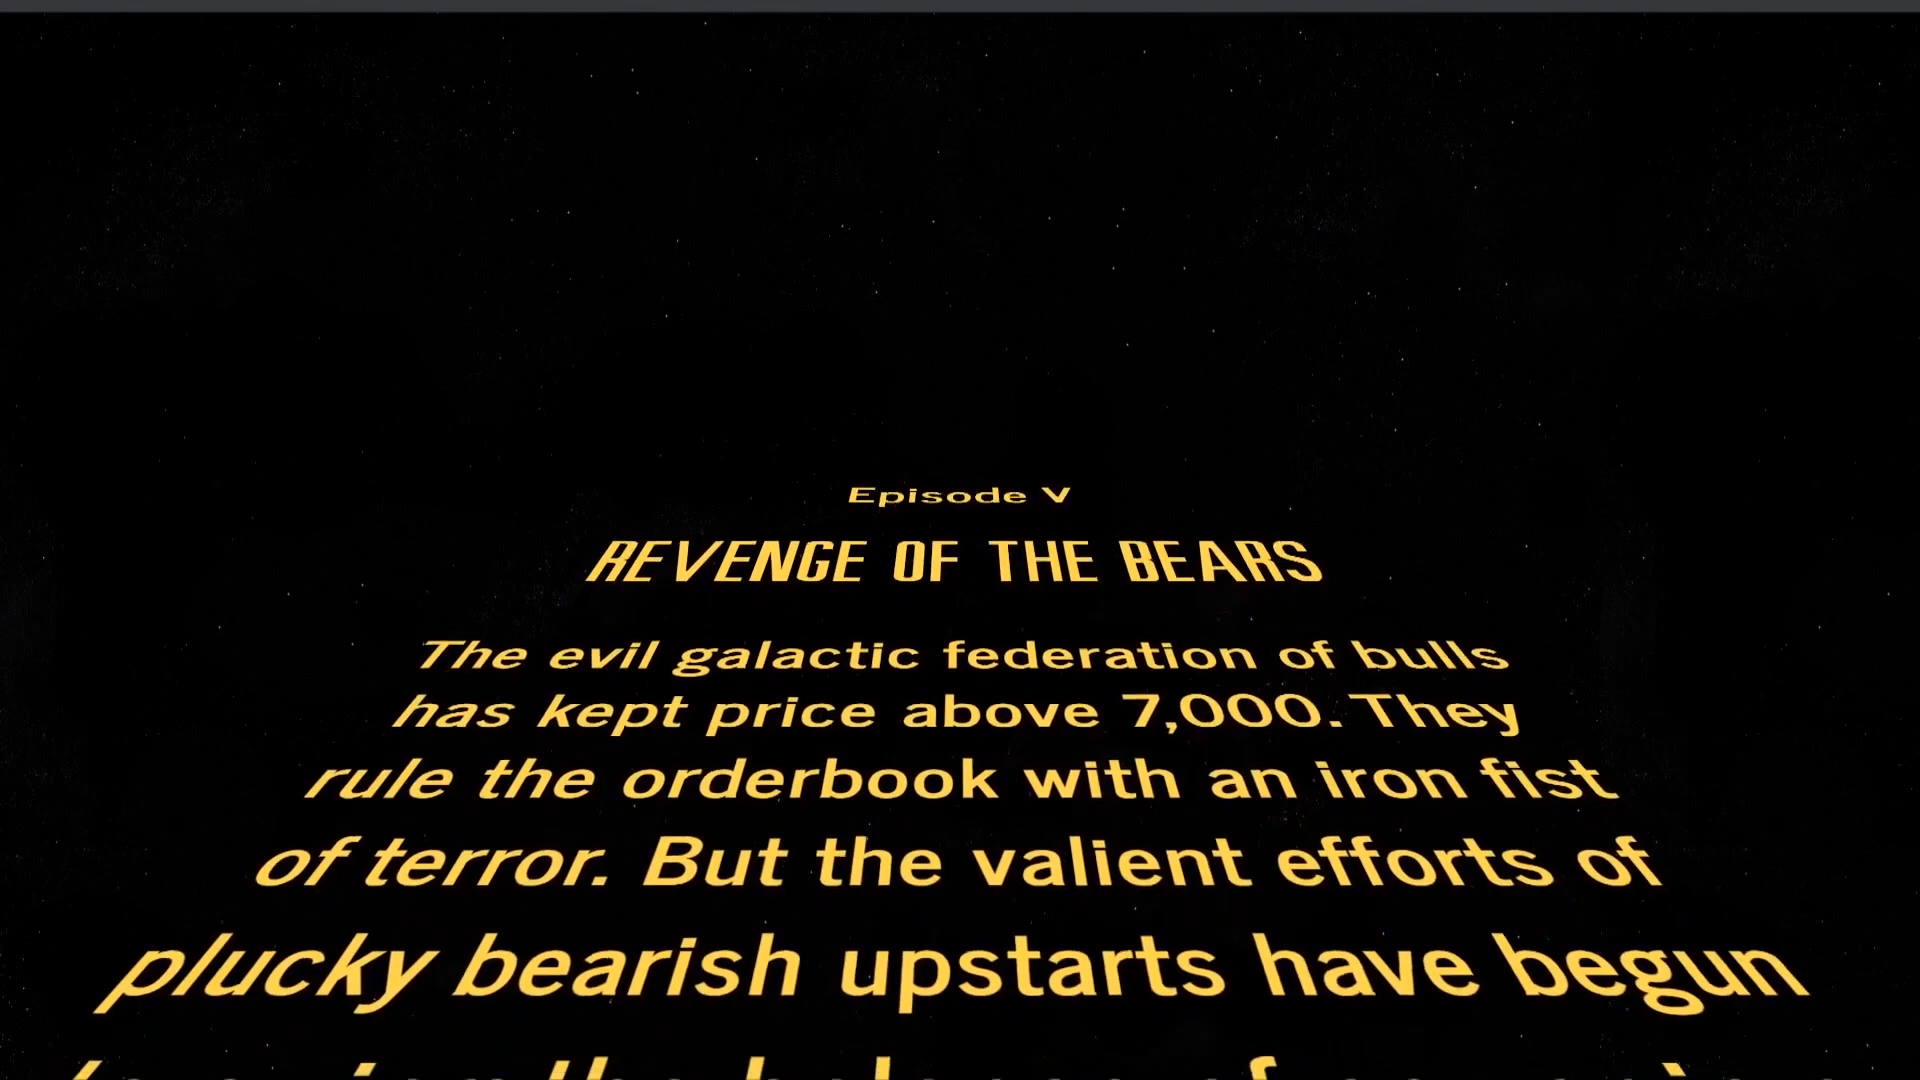 Episode V
REVENGE OF THE BEARS
The evil galactic federation of bulls
has kept price above 7,000. They
rule the orderbook with an iron fist
of terror. But the valient efforts of
plucky bearish upstarts have begun